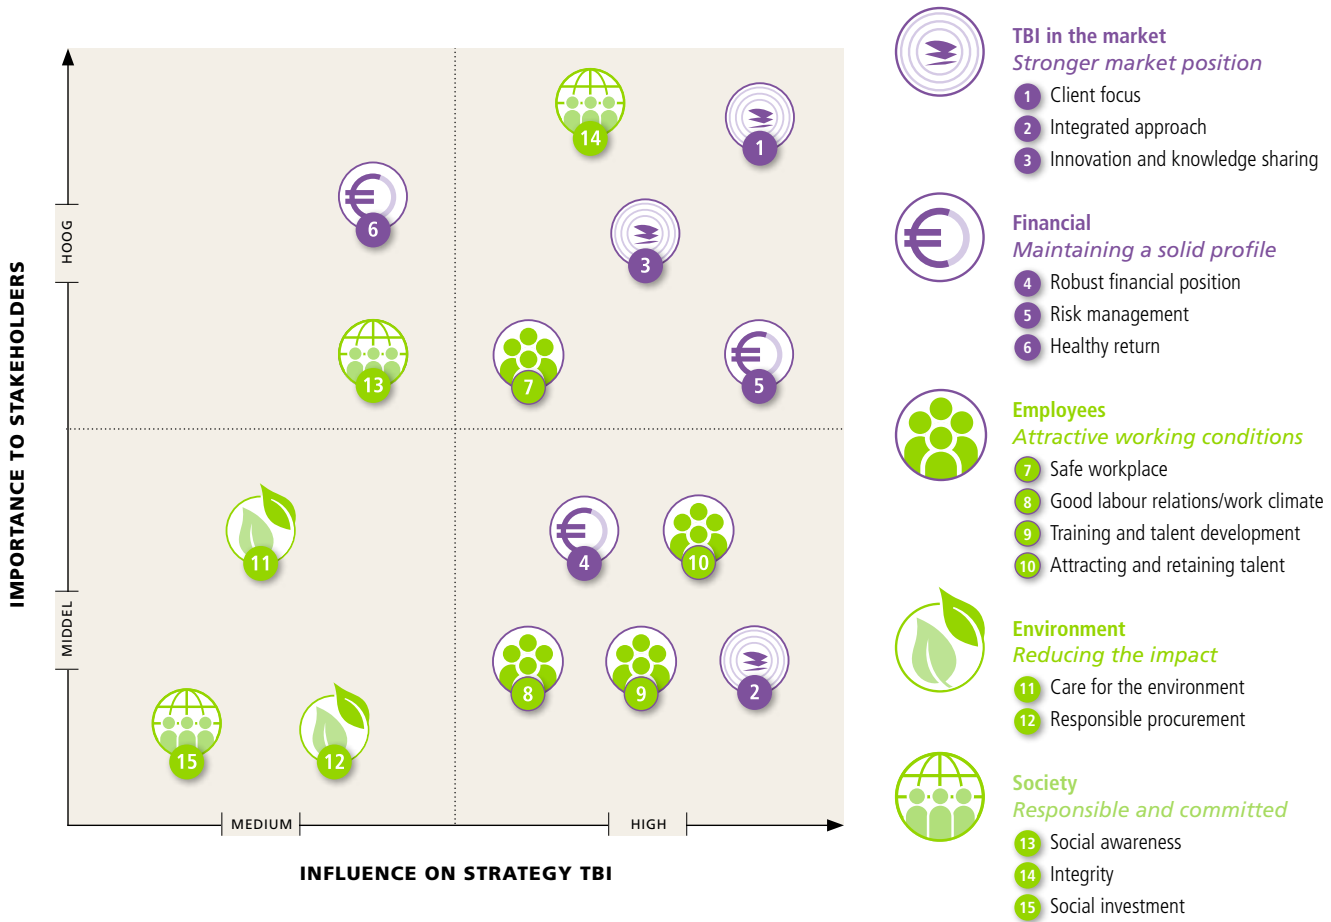 IMPORTANCE TO STAKEHOLDERS
HOOG
MIDDEL
14
1
6
3
13
7
5
11
4
10
8
9
2
15
12
MEDIUM
HIGH
INFLUENCE ON STRATEGY TBI
TBI in the market
Stronger market position
1 Client focus
2 Integrated approach
3 Innovation and knowledge sharing
Financial
Maintaining a solid profile
4 Robust financial position
5 Risk management
6 Healthy return
Employees
Attractive working conditions
7 Safe workplace
8 Good labour relations/work climate
9 Training and talent development
10 Attracting and retaining talent
Environment
Reducing the impact
11 Care for the environment
12 Responsible procurement
Society
Responsible and committed
13 Social awareness
14 Integrity
15 Social investment